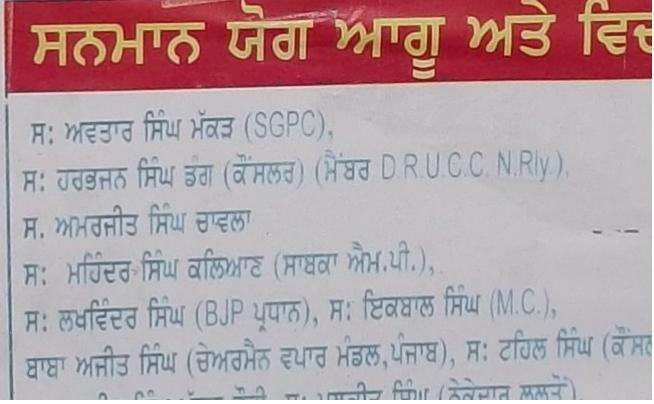 ਸਨਮਾਨ ਯੋਗ ਆਗੂ ਅਤੇ
ਸ: ਅਵਤਾਰ ਸਿੰਘ ਮੱਕੜ (SGPC),
ਸ: ਹਰਭਜਨ ਸਿੰਘ ਡੰਗ (ਕੌਂਸਲਰ) (ਮੈਂਬਰ D.R.U.C.C. N.Rly.),
ਸ. ਅਮਰਜੀਤ ਸਿੰਘ ਚਾਵਲਾ
ਸ: ਮਹਿੰਦਰ ਸਿੰਘ ਕਲਿਆਣ (ਸਾਬਕਾ ਐਮ.ਪੀ.),
ਸ: ਲਖਵਿੰਦਰ ਸਿੰਘ (BJP ਪ੍ਰਧਾਨ), ਸ: ਇਕਬਾਲ ਸਿੰਘ (M.C.),
ਬਾਬਾ ਅਜੀਤ ਸਿੰਘ (ਚੇਅਰਮੈਨ ਵਪਾਰ ਮੰਡਲ,ਪੰਜਾਬ), ਸ: ਟਹਿਲ ਸਿੰਘ